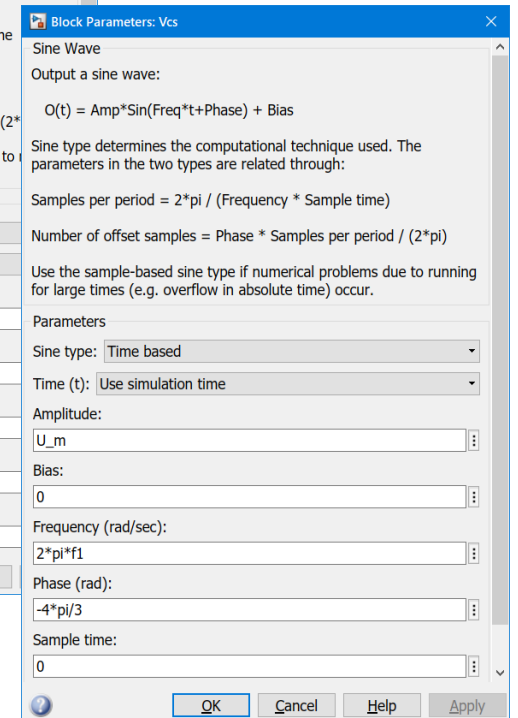 Block Parameters: Vcs
Sine Wave
Output a sine wave:
O(t) = Amp*Sin(Freq*t+Phase) + Bias
Sine type determines the computational technique used. The
parameters in the two types are related through:
Samples per period = 2*pi / (Frequency * Sample time)
Number of offset samples = Phase * Samples per period / (2*pi)
Use the sample-based sine type if numerical problems due to running
for large times (e.g. overflow in absolute time) occur.
Parameters
Sine type: Time based
Time (t): Use simulation time
Amplitude:
U_m
Bias:
0
Frequency (rad/sec):
2*pi*f1
Phase (rad):
-4*pi/3
Sample time:
0
OK Cancel Help Apply
(2*
to